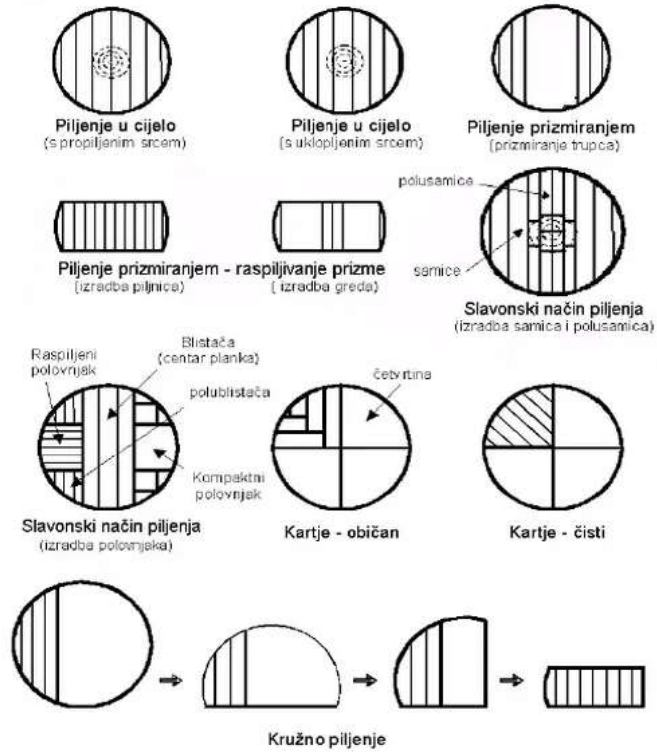 Piljenje u cijelo
(s propiljenim srcem)
Piljenje u cijelo
(s uklopljenim srcem)
Piljenje prizmiranjem
(prizmiranje trupca)
polusamice
samice
Piljenje prizmiranjem - raspiljivanje prizme
(izradba piljnica)
( izradba greda)
Slavonski način piljenja
(izradba samica i polusamica)
Raspiljeni
polovnjak
Blistača
(centar planka)
polublistača
Kompaktni
polovnjak
četvrtina
Slavonski način piljenja
(izradba polovnjaka)
Kartje - običan
Kartje - čisti
Kružno piljenje